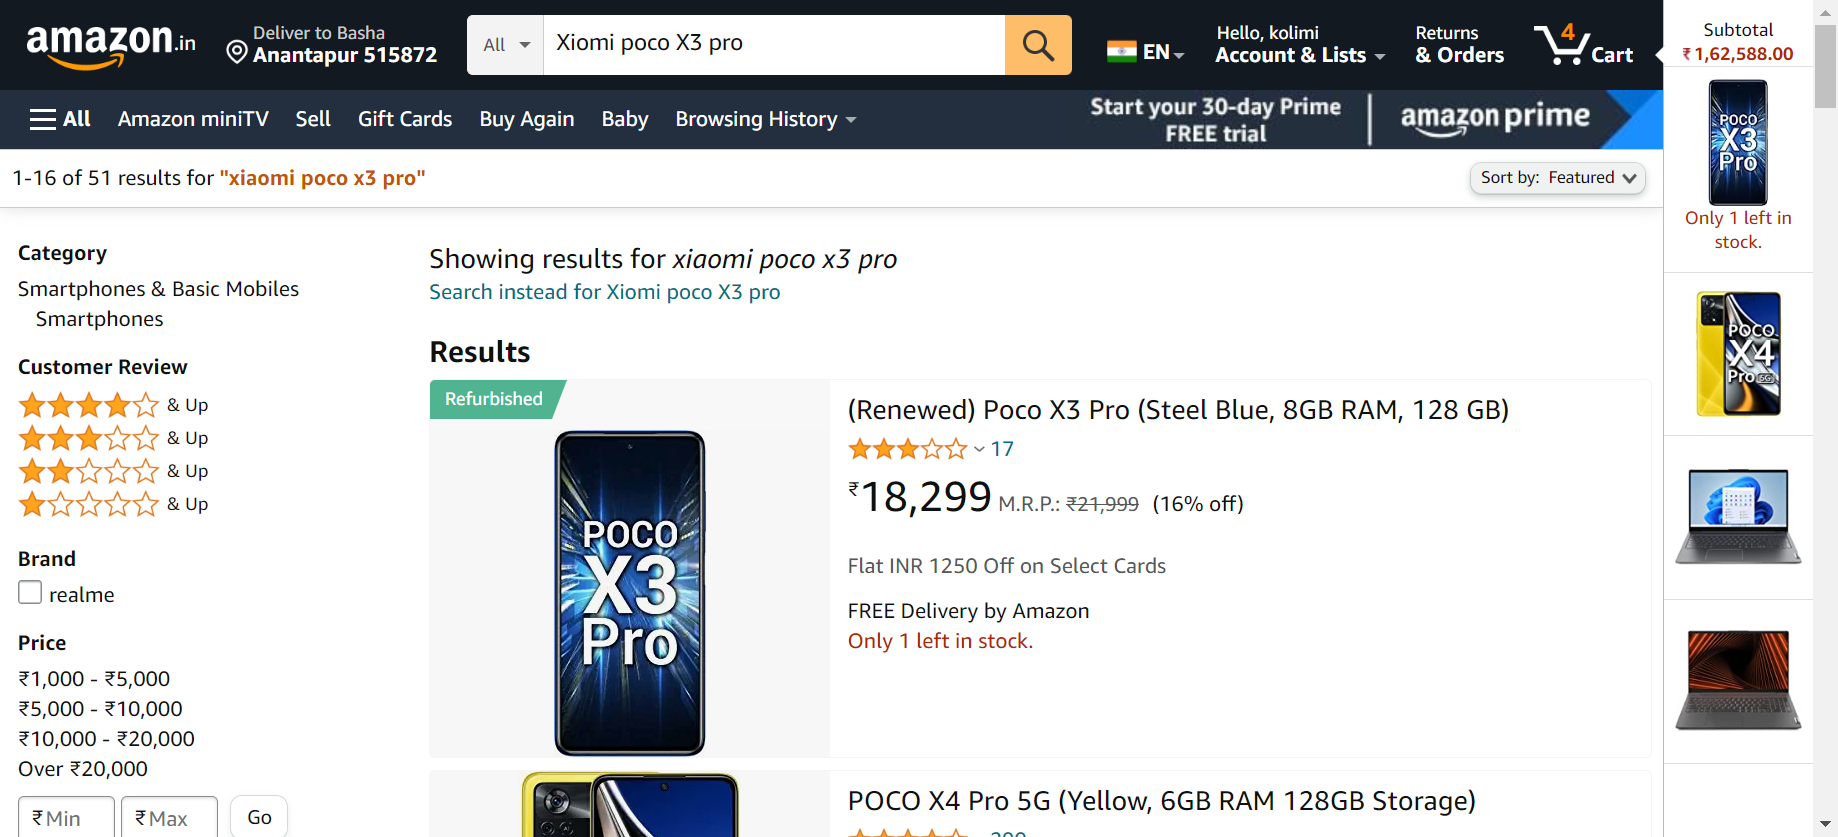 amazon.in
Deliver to Basha
Anantapur 515872
All
Xiomi poco X3 pro
EN
Hello, kolimi
Account & Lists
Returns
& Orders
4
Cart
All
Amazon miniTV
Sell
Gift Cards
Buy Again
Baby
Browsing History
Start your 30-day Prime
FREE trial
amazon prime
1-16 of 51 results for "xiaomi poco x3 pro"
Sort by: Featured
Category
Smartphones & Basic Mobiles
Smartphones
Customer Review
& Up
& Up
& Up
& Up
Brand
realme
Price
₹1,000 - ₹5,000
₹5,000 - ₹10,000
₹10,000 - ₹20,000
Over ₹20,000
₹ Min
₹ Max
Go
Showing results for xiaomi poco x3 pro
Search instead for Xiomi poco X3 pro
Results
Refurbished
POCO
X3
Pro
(Renewed) Poco X3 Pro (Steel Blue, 8GB RAM, 128 GB)
17
₹18,299 M.R.P.: ₹21,999 (16% off)
Flat INR 1250 Off on Select Cards
FREE Delivery by Amazon
Only 1 left in stock.
POCO X4 Pro 5G (Yellow, 6GB RAM 128GB Storage)
Subtotal
₹1,62,588.00
POCO
X3
Pro
Only 1 left in
stock.
POCO
X4
Pro 5G